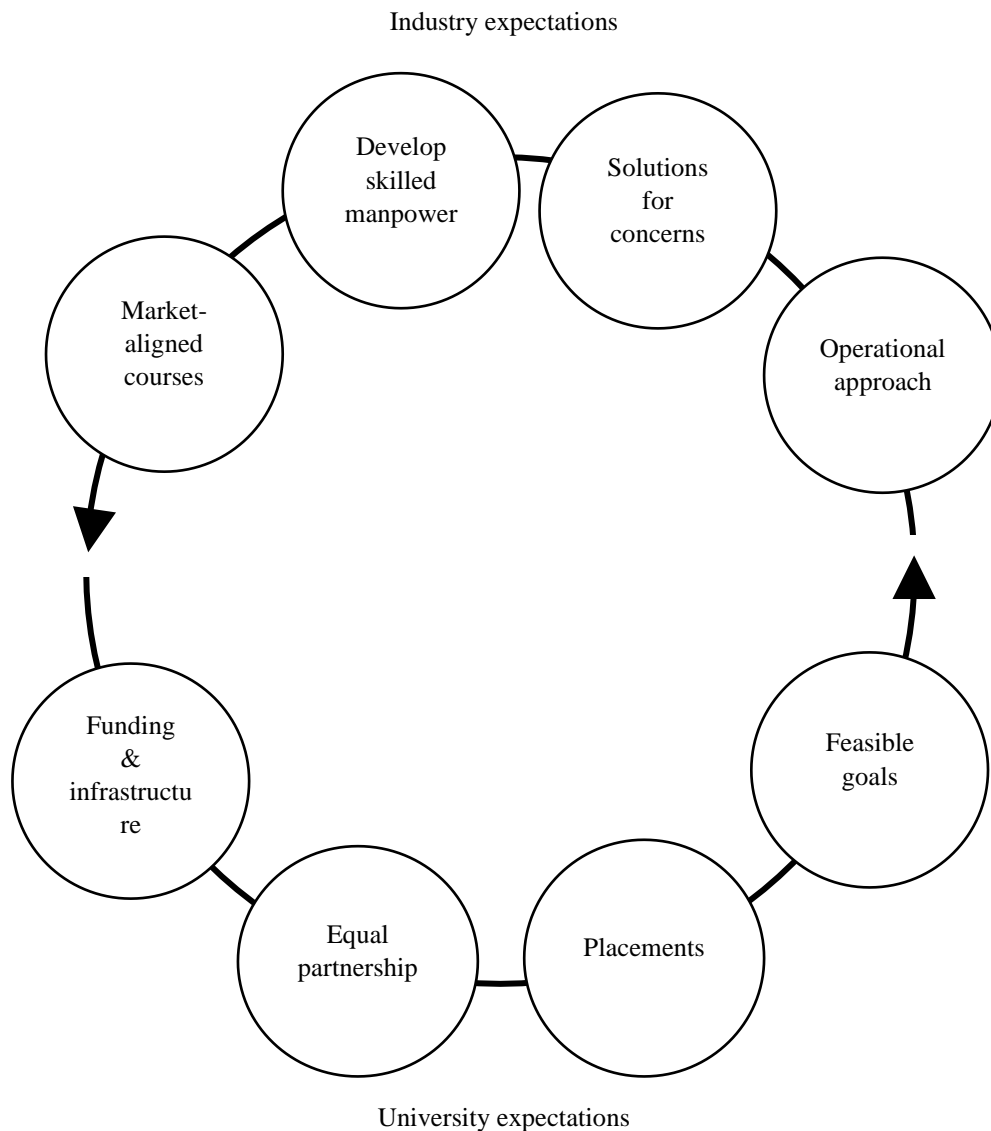 Industry expectations
Develop
skilled
manpower
Solutions
for
concerns
Market-
aligned
courses
Operational
approach
Funding
&
infrastructu
re
Feasible
goals
Equal
partnership
Placements
University expectations